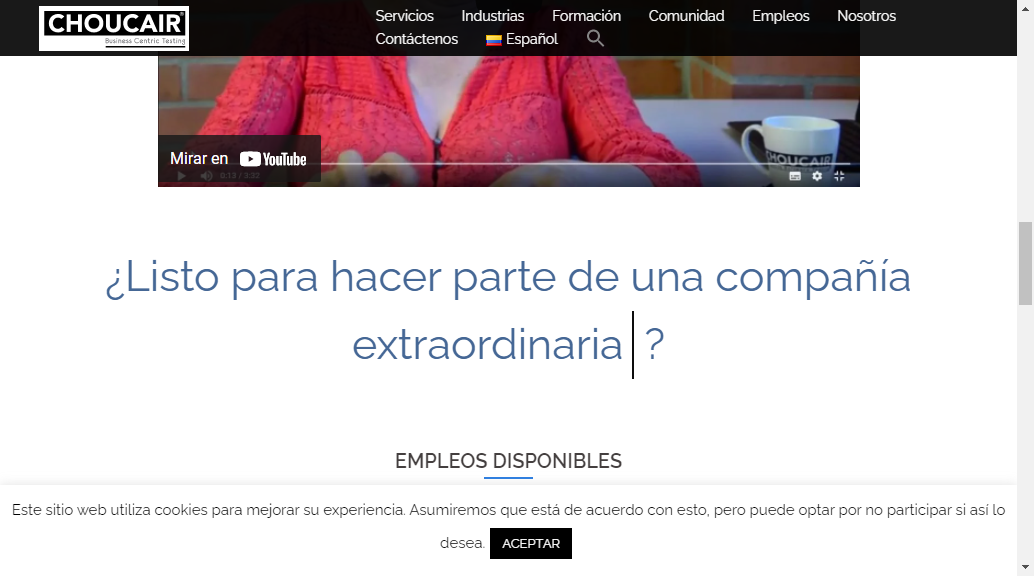 CHOUCAIR®
Business Centric Testing
Servicios Industrias Formación Comunidad Empleos Nosotros
Contáctenos Español
Mirar en YouTube
0:13 / 3:32
CHOUCAIR
¿Listo para hacer parte de una compañía
extraordinaria ?
EMPLEOS DISPONIBLES
Este sitio web utiliza cookies para mejorar su experiencia. Asumiremos que está de acuerdo con esto, pero puede optar por no participar si así lo
desea. ACEPTAR